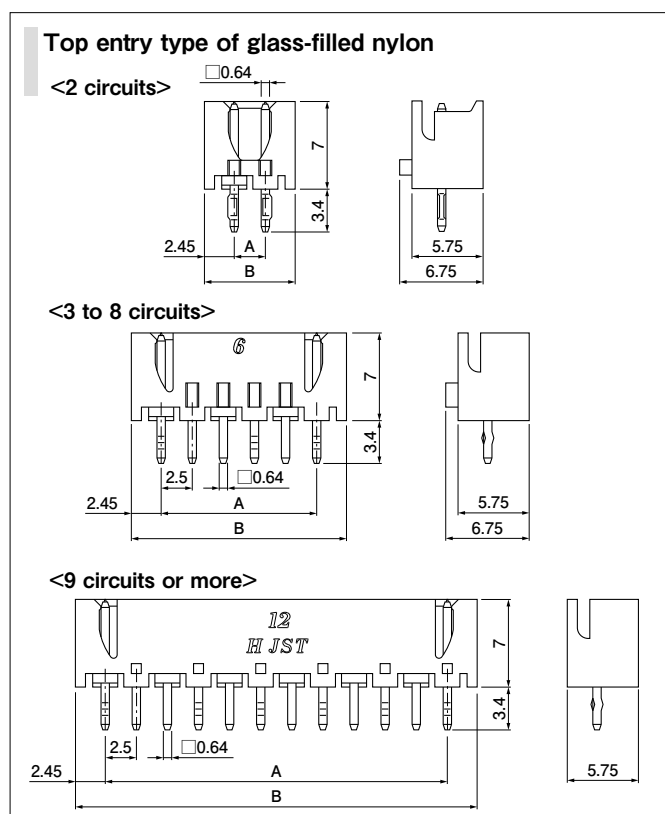 Top entry type of glass-filled nylon
<2 circuits>
□0.64
7
3.4
2.45
A
B
5.75
6.75
<3 to 8 circuits>
6
7
3.4
2.5
□0.64
2.45
A
B
5.75
6.75
<9 circuits or more>
12
H JST
7
3.4
2.5
□0.64
2.45
A
B
5.75